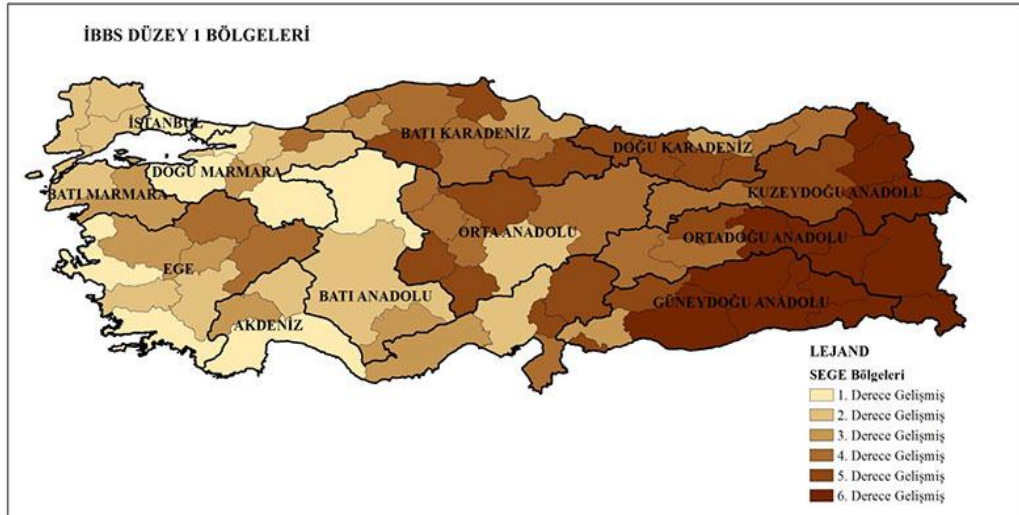 İBBS DÜZEY 1 BÖLGELERİ
İSTANBUL
BATI KARADENİZ
DOĞU KARADENİZ
DOĞU MARMARA
BATI MARMARA
KUZEYDOĞU ANADOLU
ORTA ANADOLU
ORTADOĞU ANADOLU
EGE
BATI ANADOLU
GÜNEYDOĞU ANADOLU
AKDENİZ
LEJAND
SEGE Bölgeleri
1. Derece Gelişmiş
2. Derece Gelişmiş
3. Derece Gelişmiş
4. Derece Gelişmiş
5. Derece Gelişmiş
6. Derece Gelişmiş